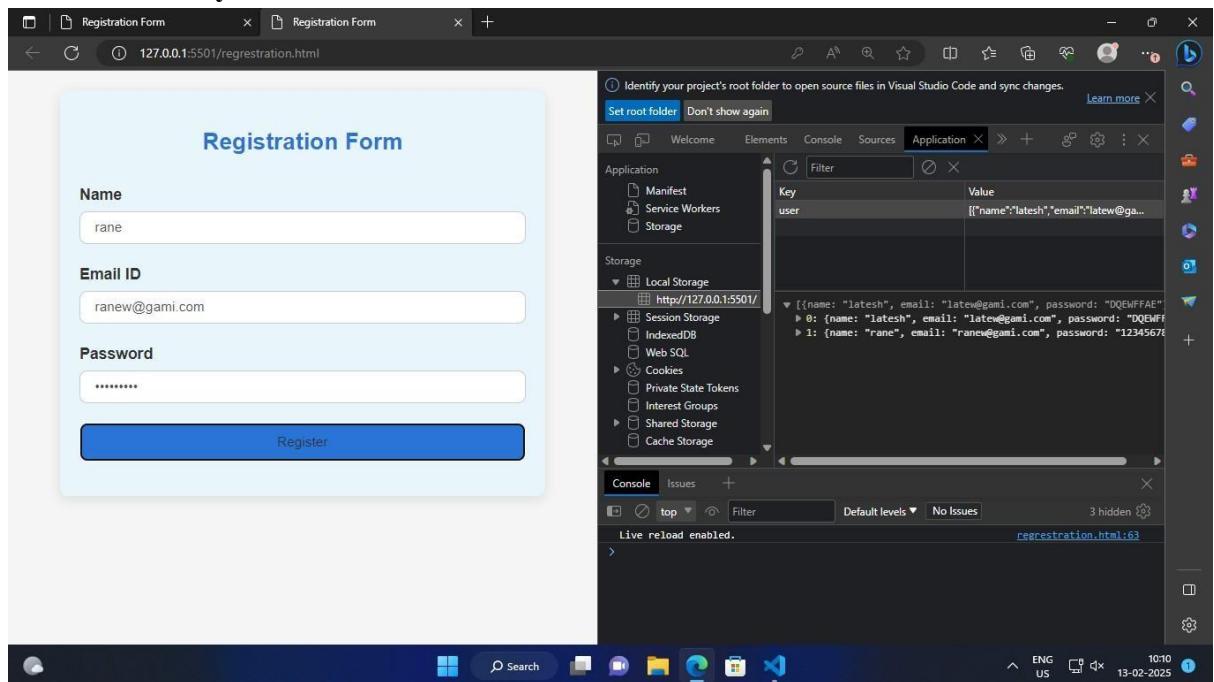 Registration Form
Registration Form
127.0.0.1:5501/regrestration.html
Registration Form
Name
rane
Email ID
ranew@gami.com
Password
•••••••••
Register
Identify your project's root folder to open source files in Visual Studio Code and sync changes.
Learn more
Set root folder Don't show again
Welcome Elements Console Sources Application
Application
Manifest
Service Workers
Storage
Storage
Local Storage
http://127.0.0.1:5501/
Session Storage
IndexedDB
Web SQL
Cookies
Private State Tokens
Interest Groups
Shared Storage
Cache Storage
Filter
Key Value
user [{"name":"latesh","email":"latew@ga...
[{name: "latesh", email: "latew@gami.com", password: "DQEWFFAE"
0: {name: "latesh", email: "latew@gami.com", password: "DQEWFF
1: {name: "rane", email: "ranew@gami.com", password: "12345678
Console Issues
top Filter Default levels No Issues 3 hidden
Live reload enabled. regrestration.html:63
Search
ENG
US
10:10
13-02-2025
1